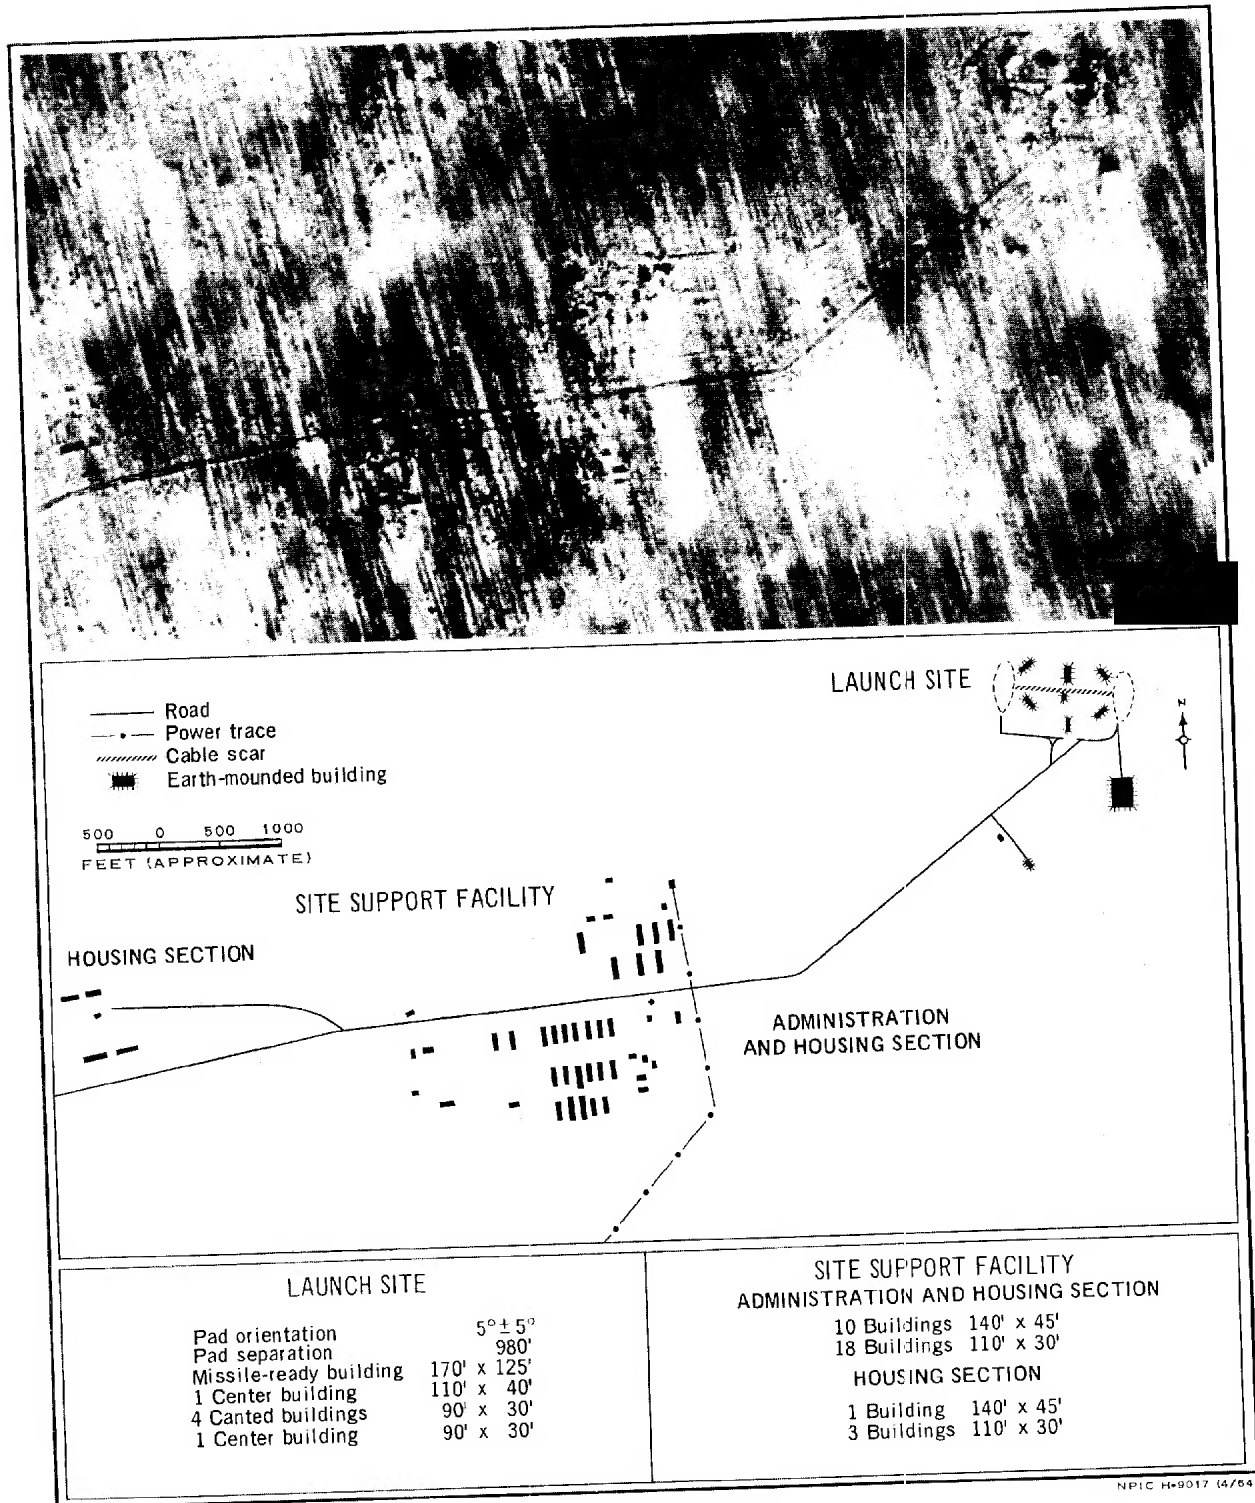 LAUNCH SITE
N
Road
Power trace
Cable scar
Earth-mounded building
500 0 500 1000
FEET (APPROXIMATE)
SITE SUPPORT FACILITY
HOUSING SECTION
ADMINISTRATION
AND HOUSING SECTION
LAUNCH SITE
Pad orientation 5° ± 5°
Pad separation 980'
Missile-ready building 170' x 125'
1 Center building 110' x 40'
4 Canted buildings 90' x 30'
1 Center building 90' x 30'
SITE SUPPORT FACILITY
ADMINISTRATION AND HOUSING SECTION
10 Buildings 140' x 45'
18 Buildings 110' x 30'
HOUSING SECTION
1 Building 140' x 45'
3 Buildings 110' x 30'
NPIC H-9017 (4/64